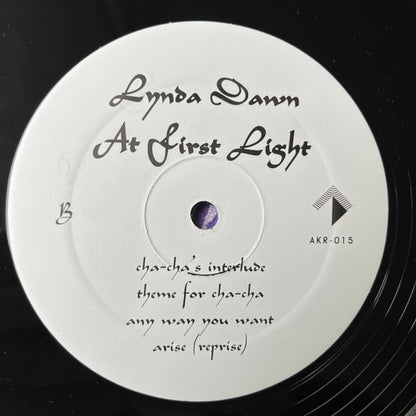 Lynda Dawn
At First Light
B
AKR-015
cha-cha's interlude
theme for cha-cha
any way you want
arise (reprise)